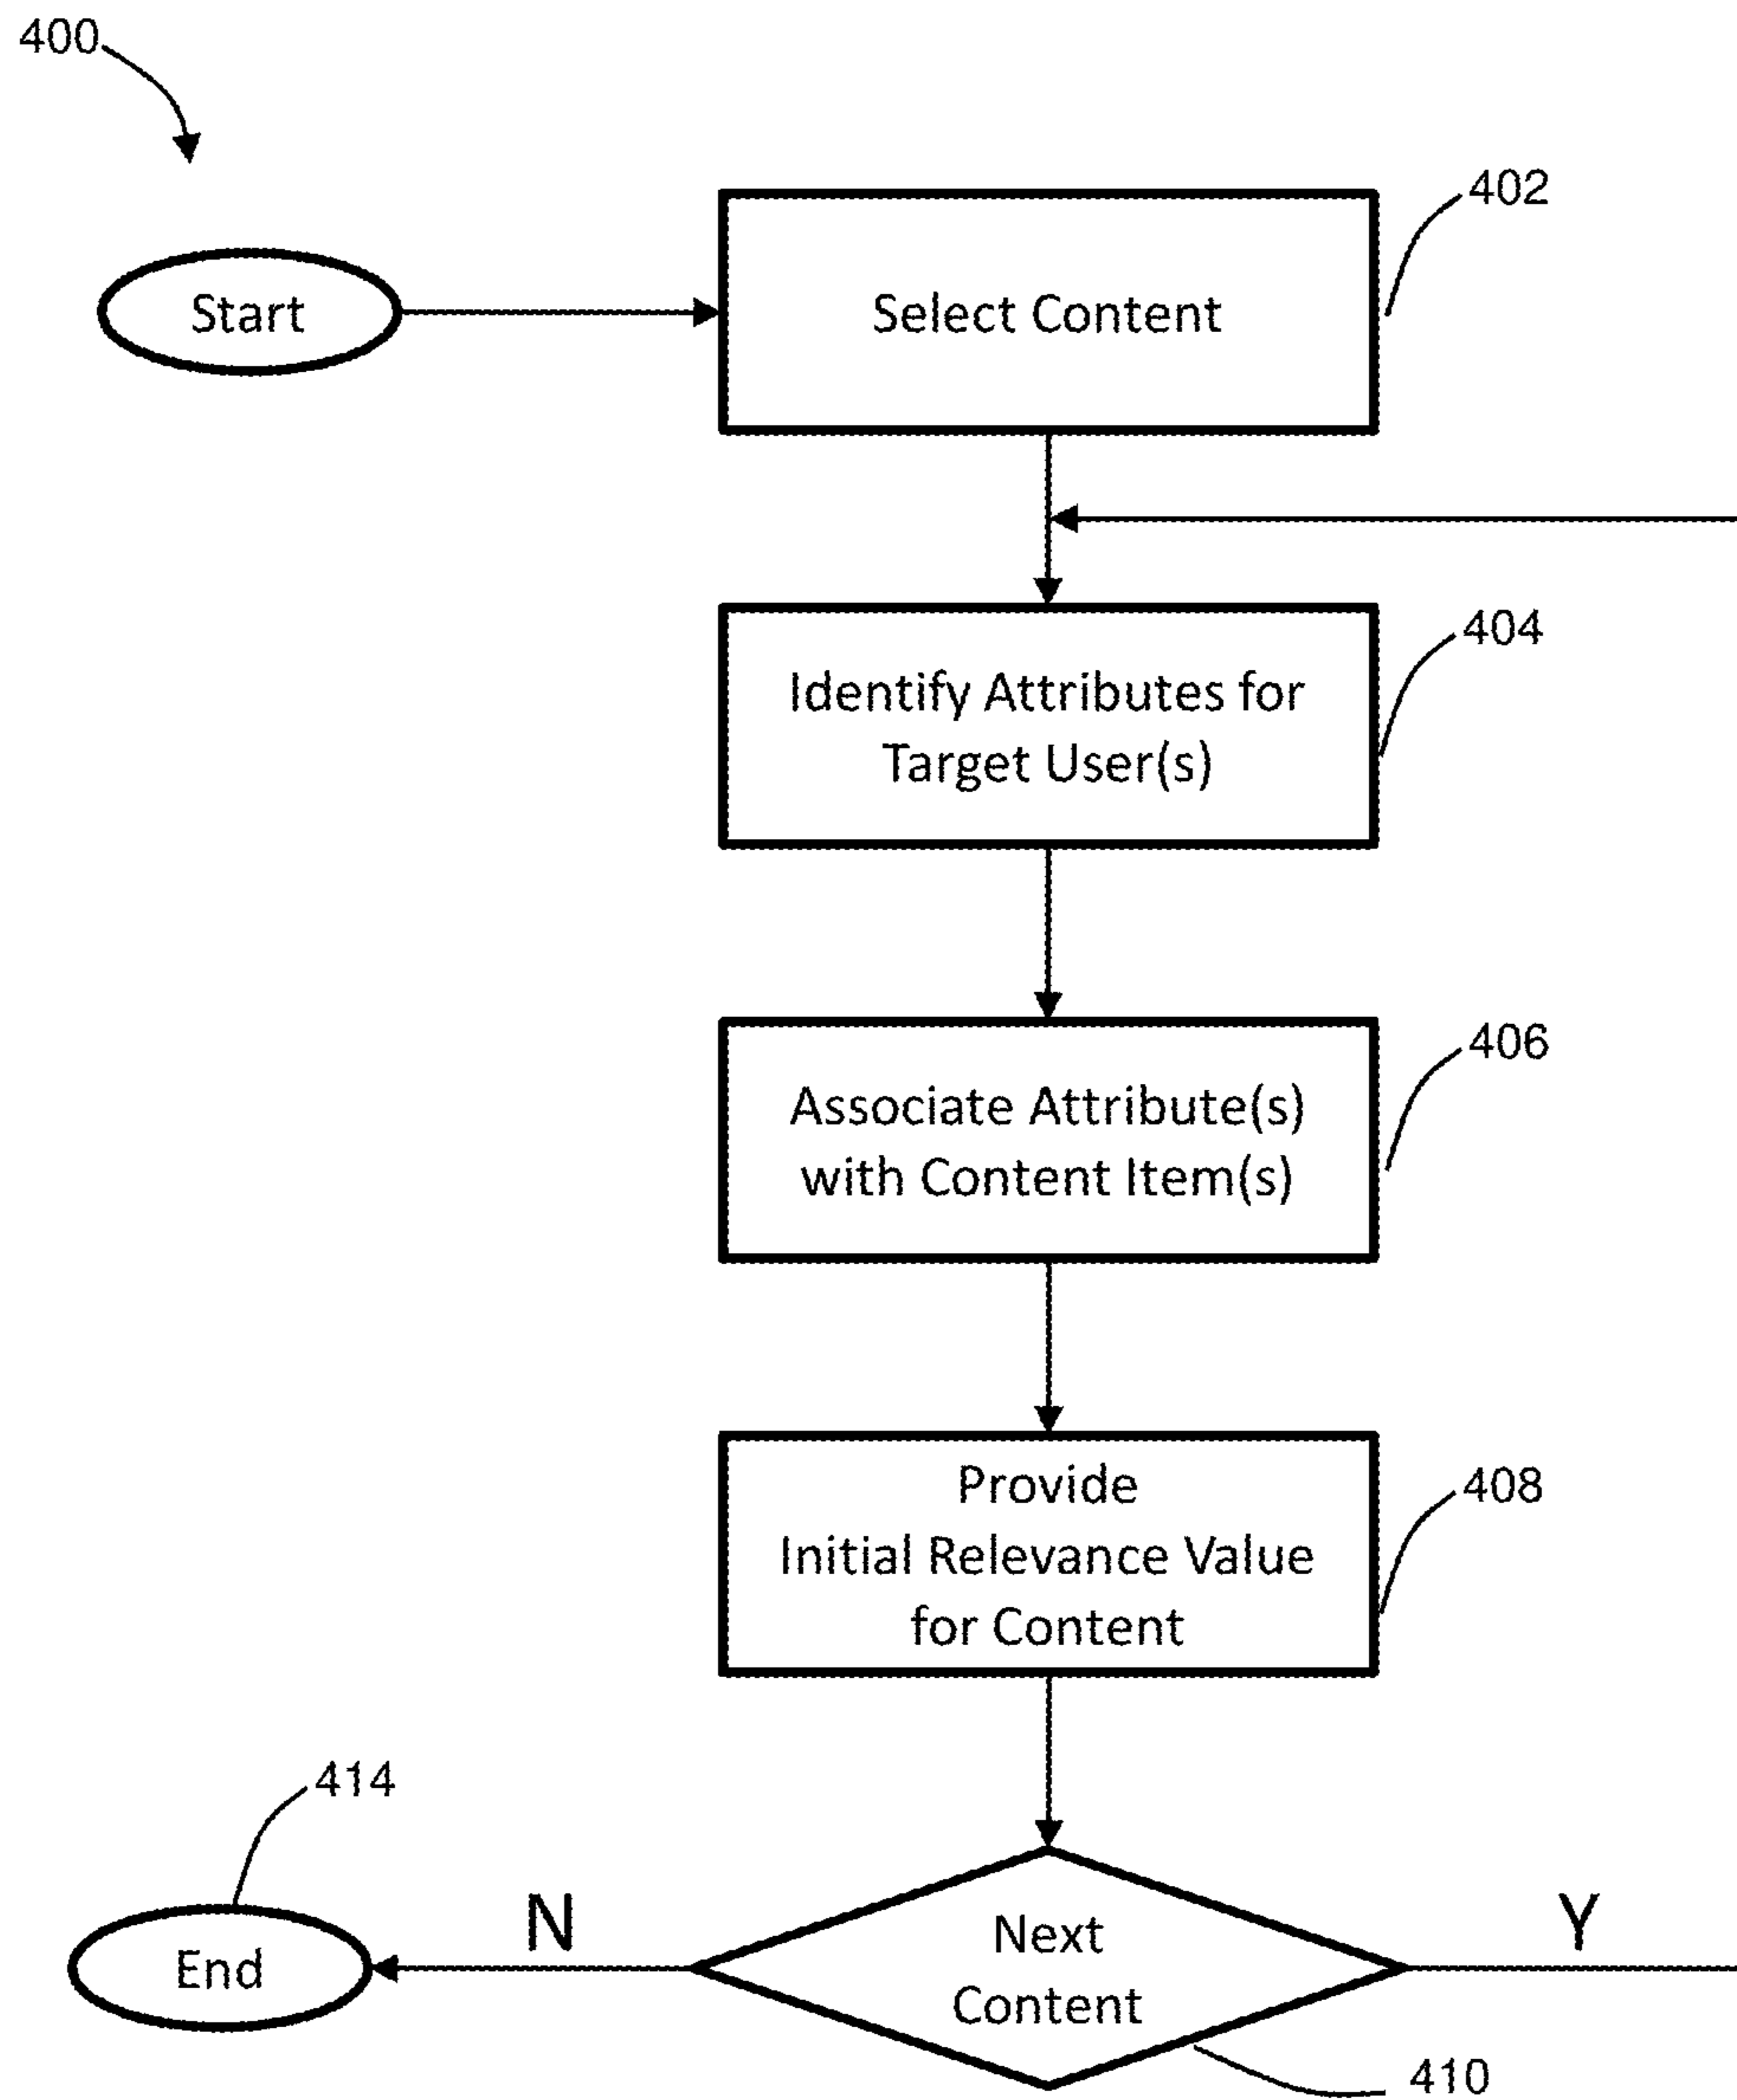 400
402
Start
Select Content
404
Identify Attributes for
Target User(s)
406
Associate Attribute(s)
with Content Item(s)
408
Provide
Initial Relevance Value
for Content
414
N
Y
Next
Content
End
410